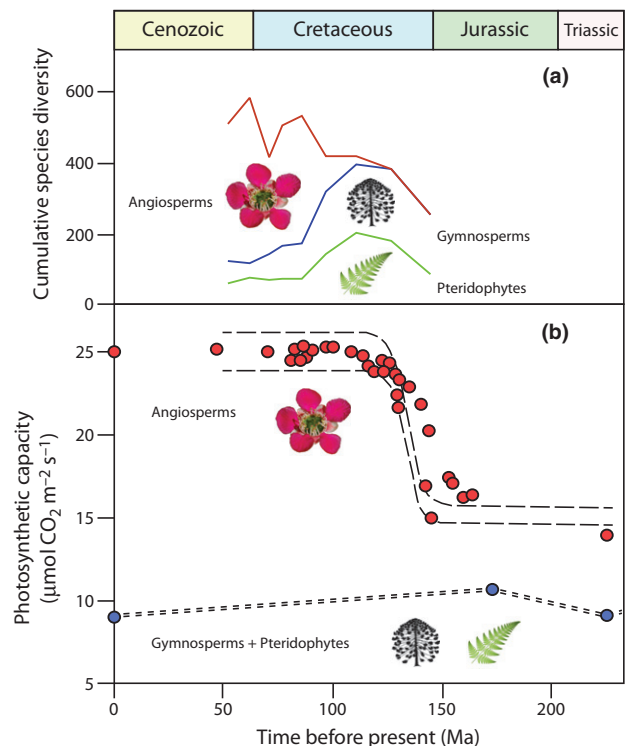 Cenozoic Cretaceous Jurassic Triassic
(a)
Cumulative species diversity
600
400
200
0
Angiosperms
Gymnosperms
Pteridophytes
(b)
Photosynthetic capacity
(µmol CO₂ m⁻² s⁻¹)
25
20
15
10
5
Angiosperms
Gymnosperms + Pteridophytes
0 50 100 150 200
Time before present (Ma)